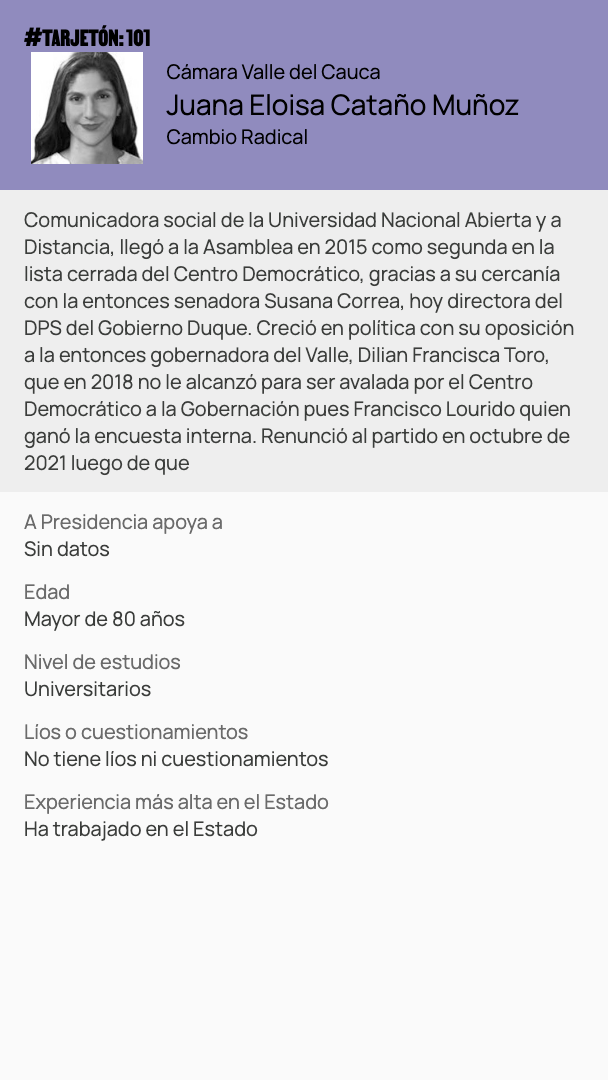 #TARJETÓN: 101
Cámara Valle del Cauca
Juana Eloisa Cataño Muñoz
Cambio Radical
Comunicadora social de la Universidad Nacional Abierta y a
Distancia, llegó a la Asamblea en 2015 como segunda en la
lista cerrada del Centro Democrático, gracias a su cercanía
con la entonces senadora Susana Correa, hoy directora del
DPS del Gobierno Duque. Creció en política con su oposición
a la entonces gobernadora del Valle, Dilian Francisca Toro,
que en 2018 no le alcanzó para ser avalada por el Centro
Democrático a la Gobernación pues Francisco Lourido quien
ganó la encuesta interna. Renunció al partido en octubre de
2021 luego de que
A Presidencia apoya a
Sin datos
Edad
Mayor de 80 años
Nivel de estudios
Universitarios
Líos o cuestionamientos
No tiene líos ni cuestionamientos
Experiencia más alta en el Estado
Ha trabajado en el Estado